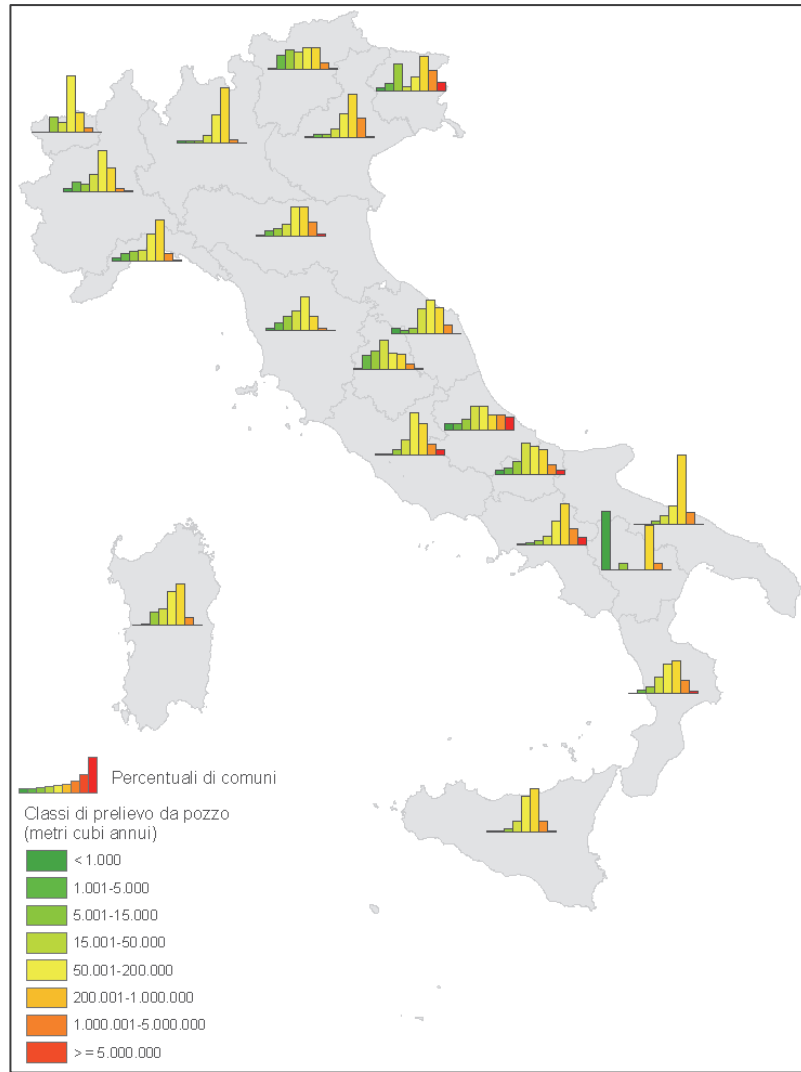 Percentuali di comuni
Classi di prelievo da pozzo
(metri cubi annui)
< 1.000
1.001-5.000
5.001-15.000
15.001-50.000
50.001-200.000
200.001-1.000.000
1.000.001-5.000.000
> = 5.000.000